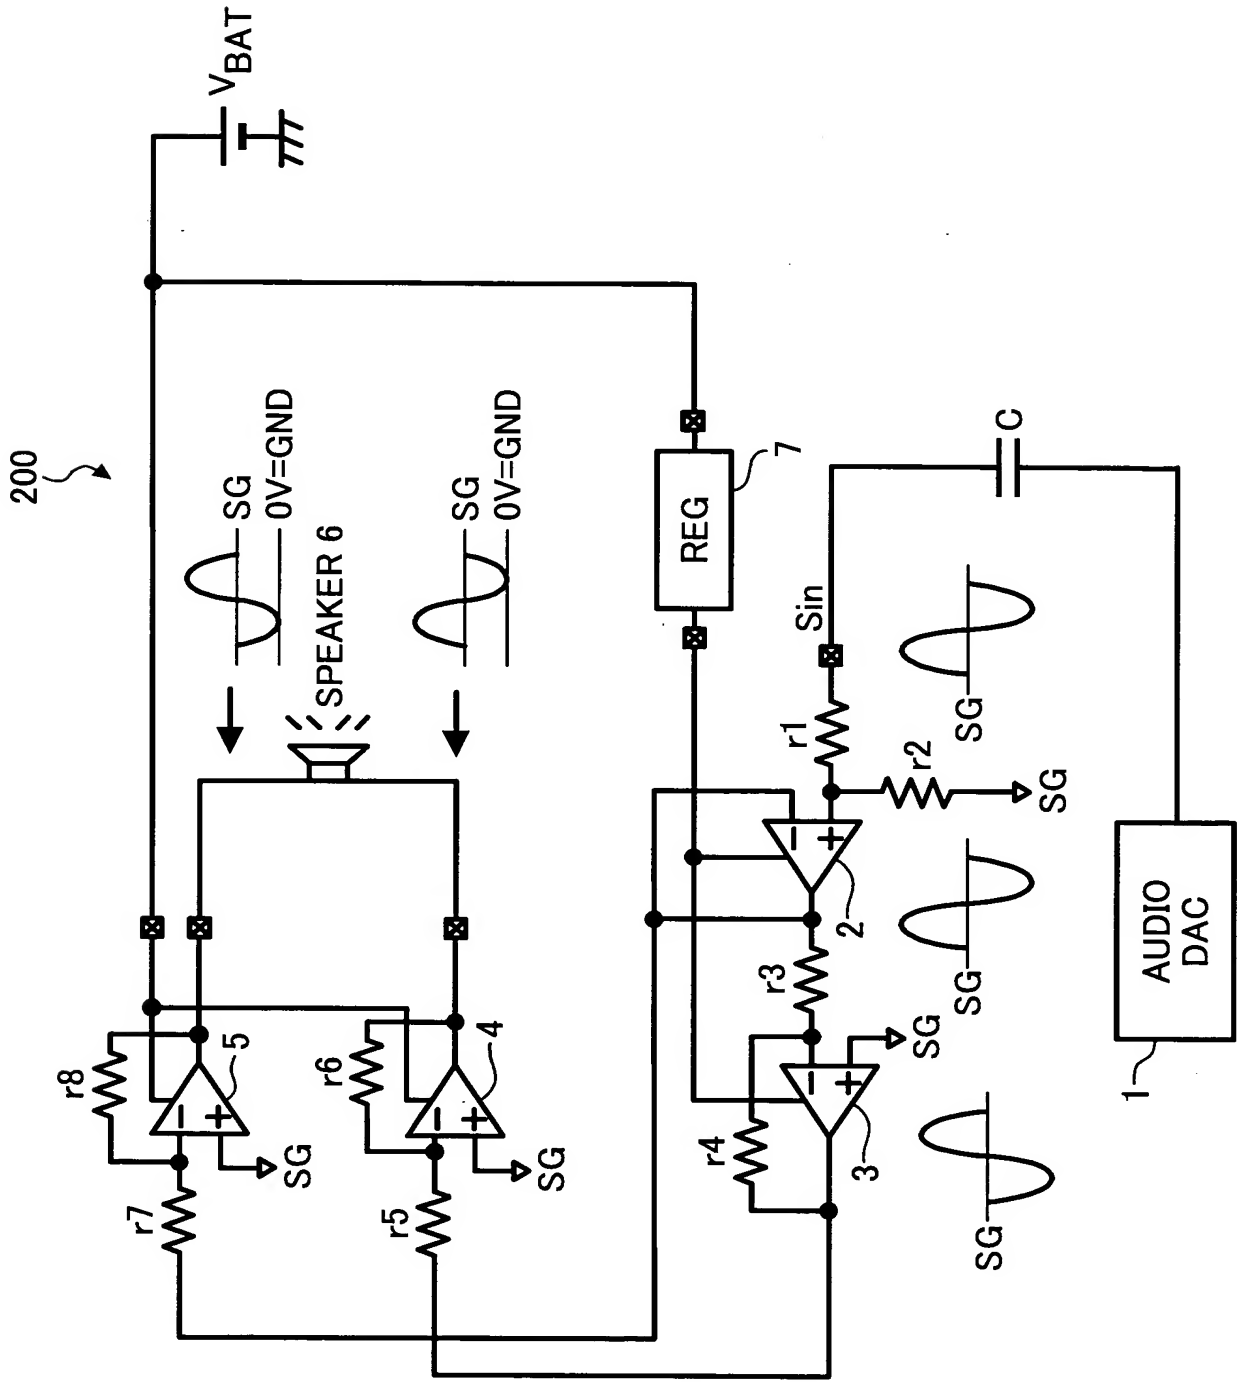 200
VBAT
SG
0V=GND
SPEAKER 6
SG
0V=GND
r8
5
r7
SG
r6
4
r5
SG
REG
7
Sin
C
r1
r2
SG
SG
2
r3
SG
SG
r4
3
SG
AUDIO
DAC
1